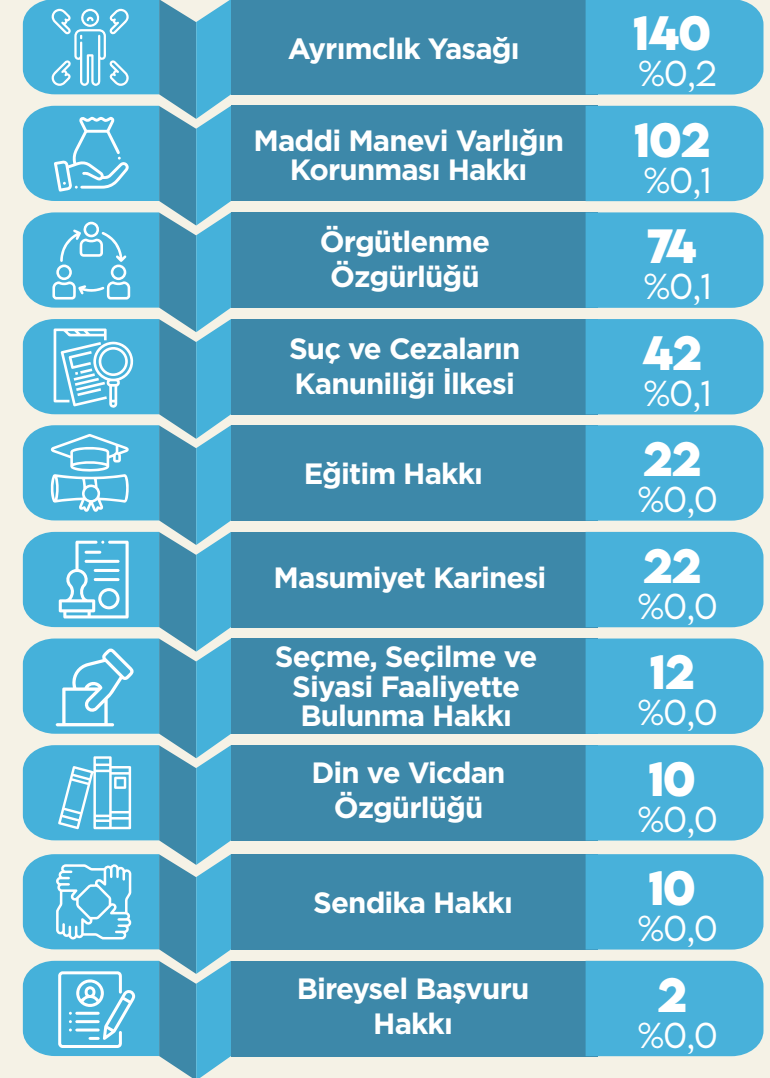 Ayrımclık Yasağı
140
%0,2
Maddi Manevi Varlığın
Korunması Hakkı
102
%0,1
Örgütlenme
Özgürlüğü
74
%0,1
Suç ve Cezaların
Kanuniliği İlkesi
42
%0,1
Eğitim Hakkı
22
%0,0
Masumiyet Karinesi
22
%0,0
Seçme, Seçilme ve
Siyasi Faaliyette
Bulunma Hakkı
12
%0,0
Din ve Vicdan
Özgürlüğü
10
%0,0
Sendika Hakkı
10
%0,0
Bireysel Başvuru
Hakkı
2
%0,0